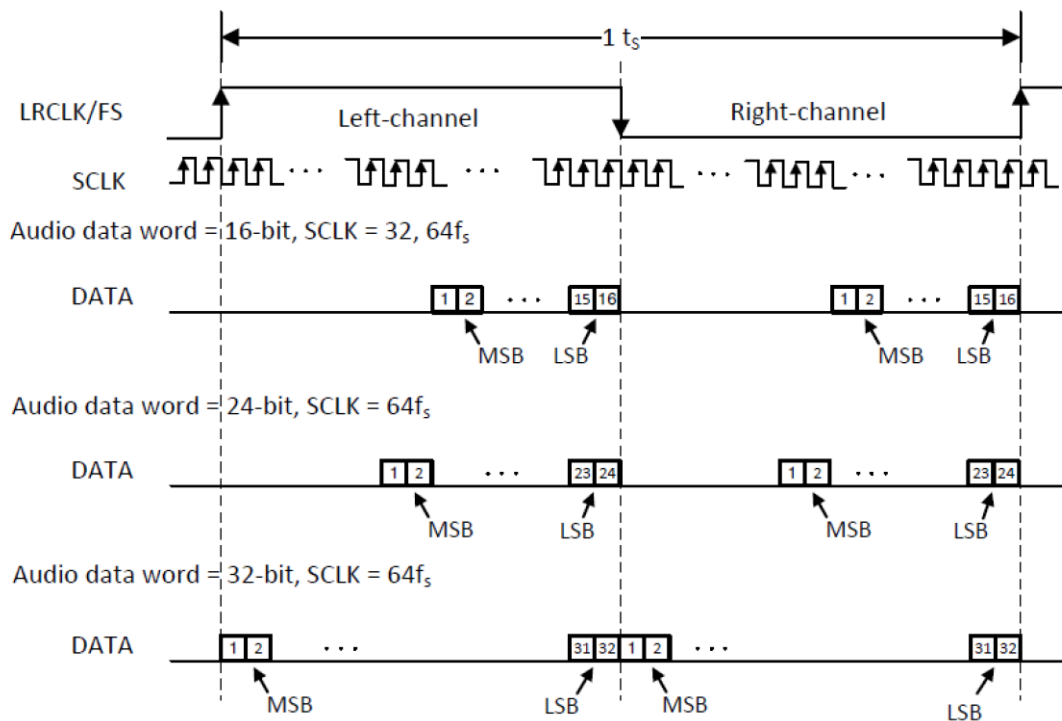 1 tS
LRCLK/FS
Left-channel
Right-channel
SCLK
Audio data word = 16-bit, SCLK = 32, 64fs
DATA
1 2 ... 15 16 1 2 ... 15 16
MSB LSB MSB LSB
Audio data word = 24-bit, SCLK = 64fs
DATA
1 2 ... 23 24 1 2 ... 23 24
MSB LSB MSB LSB
Audio data word = 32-bit, SCLK = 64fs
DATA
1 2 ... 31 32 1 2 ... 31 32
MSB LSB MSB LSB